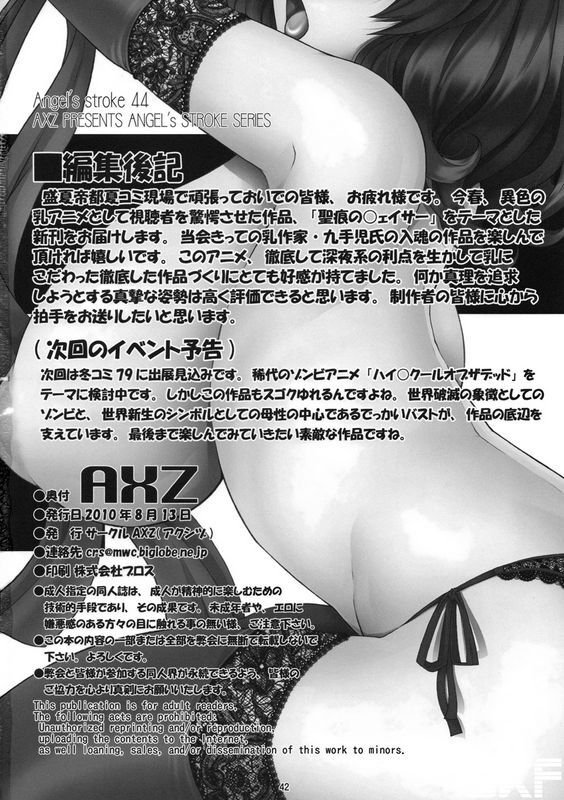 Angel's stroke 44
AXZ PRESENTS ANGEL's STROKE SERIES
■編集後記
盛夏帝都夏コミ現場で頑張っておいでの皆様、お疲れ様です。今春、異色の
乳アニメとして視聴者を驚愕させた作品、「聖痕の○ェイサー」をテーマとした
新刊をお届けします。当会きっての乳作家・九手児氏の入魂の作品を楽しんで
頂ければ嬉しいです。このアニメ、徹底して深夜系の利点を生かして乳に
こだわった徹底した作品づくりにとても好感が持てました。何か真理を追求
しようとする真摯な姿勢は高く評価できると思います。制作者の皆様に心から
拍手をお送りしたいと思います。
(次回のイベント予告)
次回は冬コミ79に出展見込みです。稀代のゾンビアニメ「ハイ○クールオブザデッド」を
テーマに検討中です。しかしこの作品もスゴクゆれるんですよね。世界破滅の象徴としての
ゾンビと、世界新生のシンボルとしての母性の中心であるでっかいバストが、作品の底辺を
支えています。最後まで楽しんでみていきたい素敵な作品ですね。
●奥付 AXZ
●発行日 2010年8月13日
●発 行 サークルAXZ(アクシヅ)
●連絡先 crs@mwc.biglobe.ne.jp
●印刷 株式会社プロス
●成人指定の同人誌は、成人が精神的に楽しむための
技術的手段であり、その成果です。未成年者や、エロに
嫌悪感のある方々の目に触れる事の無い様、ご注意下さい。
●この本の内容の一部または全部を弊会に無断で転載しないで
下さい。よろしくです。
●弊会と皆様が参加する同人界が永続できるよう、皆様の
ご協力を心より真剣にお願いいたします。
This publication is for adult readers.
The following acts are prohibited:
Unauthorized reprinting and/or reproduction,
uploading the contents to the Internet,
as well loaning, sales, and/or dissemination of this work to minors.
42